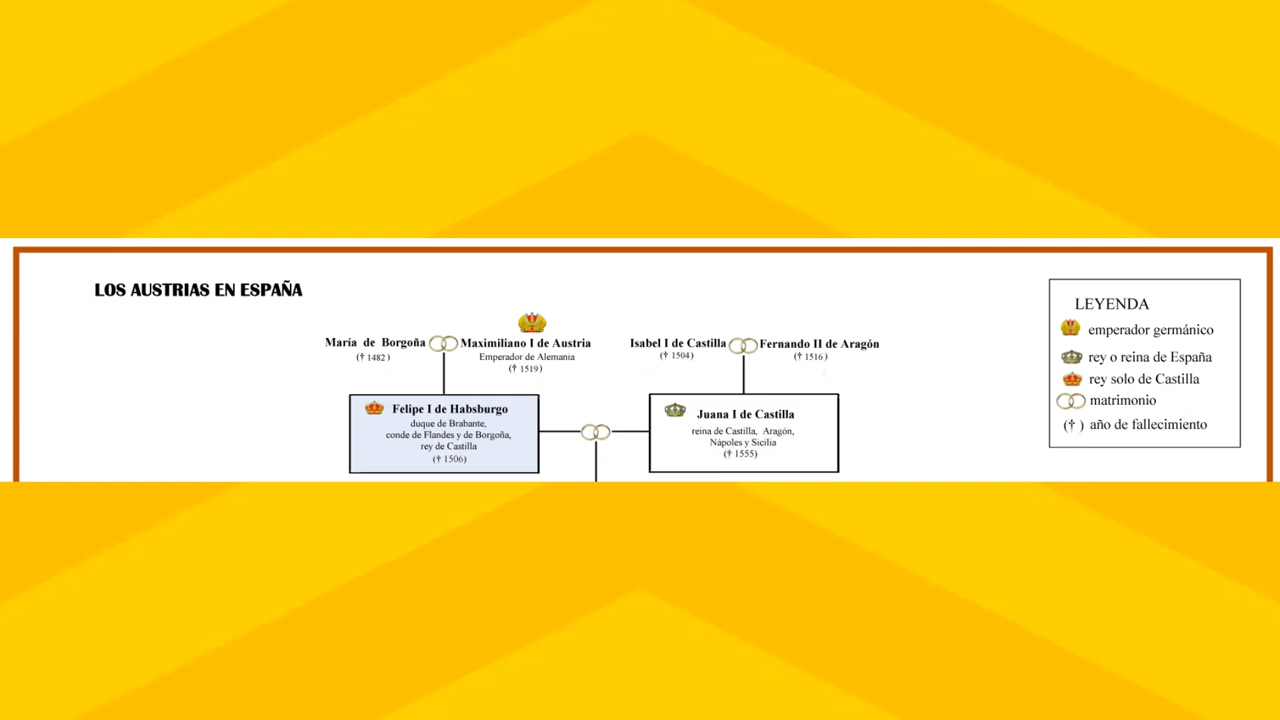 LOS AUSTRIAS EN ESPAÑA
María de Borgoña
(† 1482 )
Maximiliano I de Austria
Emperador de Alemania
(† 1519)
Isabel I de Castilla
(† 1504)
Fernando II de Aragón
(† 1516)
Felipe I de Habsburgo
duque de Brabante,
conde de Flandes y de Borgoña,
rey de Castilla
(† 1506)
Juana I de Castilla
reina de Castilla, Aragón,
Nápoles y Sicilia
(† 1555)
LEYENDA
emperador germánico
rey o reina de España
rey solo de Castilla
matrimonio
(† ) año de fallecimiento